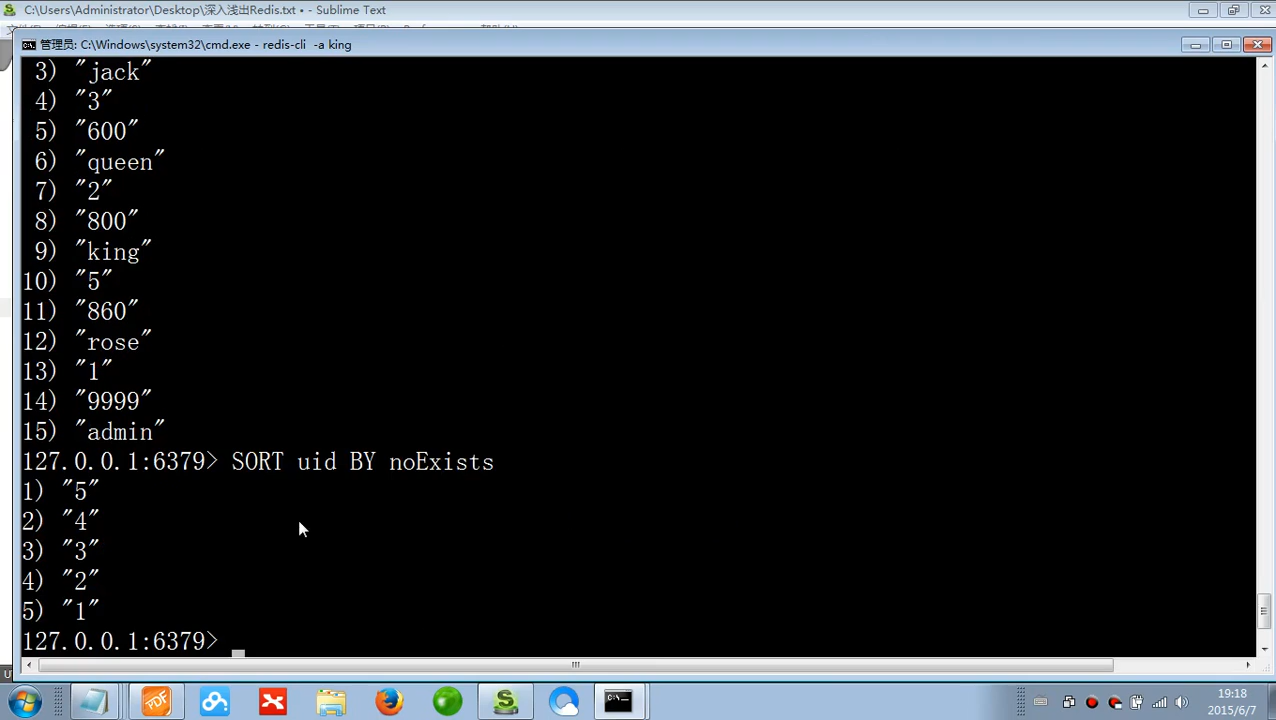 C:\Users\Administrator\Desktop\深入浅出Redis.txt • - Sublime Text
管理员: C:\Windows\system32\cmd.exe - redis-cli -a king
3) "jack"
4) "3"
5) "600"
6) "queen"
7) "2"
8) "800"
9) "king"
10) "5"
11) "860"
12) "rose"
13) "1"
14) "9999"
15) "admin"
127.0.0.1:6379> SORT uid BY noExists
1) "5"
2) "4"
3) "3"
4) "2"
5) "1"
127.0.0.1:6379>
PDF
19:18
2015/6/7